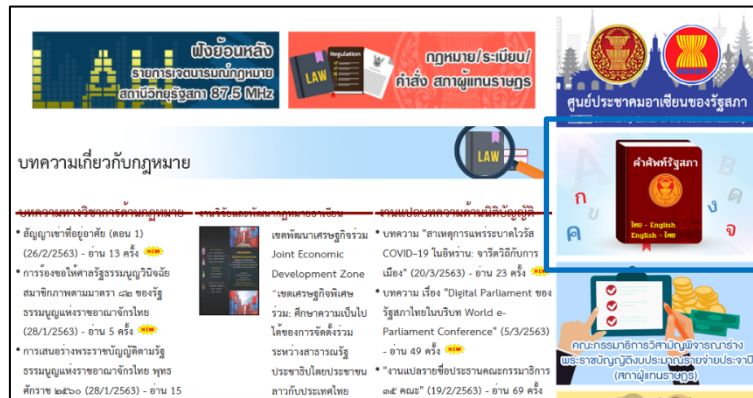 ฟังย้อนหลัง
รายการเจตนารมณ์กฎหมาย
สถานีวิทยุรัฐสภา 87.5 MHz
LAW
Regulation
กฎหมาย/ระเบียบ/
คำสั่ง สภาผู้แทนราษฎร
ศูนย์ประชาคมอาเซียนของรัฐสภา
บทความเกี่ยวกับกฎหมาย
LAW
คำศัพท์รัฐสภา
ไทย - English
English - ไทย
A
B
ก
ข
ค
ง
จ
บทความทางวิชาการด้านกฎหมาย
• สัญญาเช่าที่อยู่อาศัย (ตอน 1)
(26/2/2563) - อ่าน 13 ครั้ง NEW
• การร้องขอให้ศาลรัฐธรรมนูญวินิจฉัย
สมาชิกภาพตามมาตรา ๘๒ ของรัฐ
ธรรมนูญแห่งราชอาณาจักรไทย
(28/1/2563) - อ่าน 5 ครั้ง NEW
• การเสนอร่างพระราชบัญญัติตามรัฐ
ธรรมนูญแห่งราชอาณาจักรไทย พุทธ
ศักราช ๒๕๖๐ (28/1/2563) - อ่าน 15
งานวิจัยและพัฒนากฎหมายอาเซียน
เขตพัฒนาเศรษฐกิจร่วม
Joint Economic
Development Zone
"เขตเศรษฐกิจพิเศษ
ร่วม: ศึกษาความเป็นไป
ได้ของการจัดตั้งร่วม
ระหว่างสาธารณรัฐ
ประชาธิปไตยประชาชน
ลาวกับประเทศไทย
งานแปลบทความด้านนิติบัญญัติ
• บทความ "สาเหตุการแพร่ระบาดไวรัส
COVID-19 ในอิหร่าน: จารีตวิถีกับการ
เมือง" (20/3/2563) - อ่าน 23 ครั้ง NEW
• บทความ เรื่อง "Digital Parliament ของ
รัฐสภาไทยในบริบท World e-
Parliament Conference" (5/3/2563)
- อ่าน 49 ครั้ง NEW
• "งานแปลรายชื่อประธานคณะกรรมาธิการ
๓๕ คณะ" (19/2/2563) - อ่าน 69 ครั้ง
คณะกรรมาธิการวิสามัญพิจารณาร่าง
พระราชบัญญัติงบประมาณรายจ่ายประจำปี
(สภาผู้แทนราษฎร)